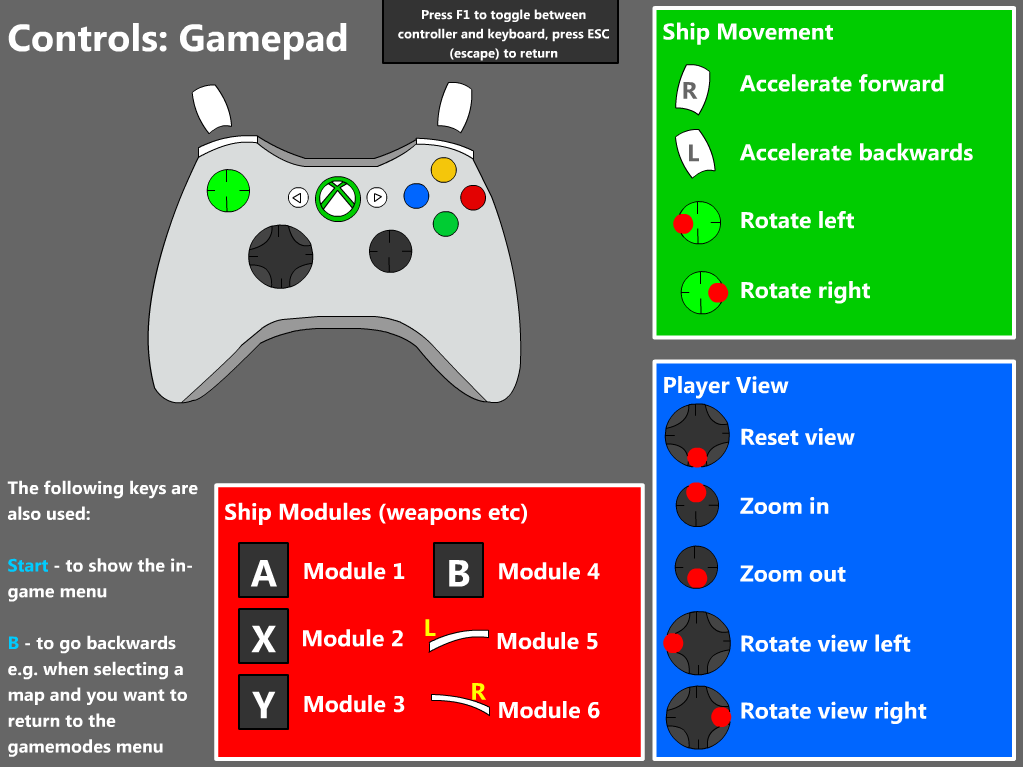 Controls: Gamepad
Press F1 to toggle between
controller and keyboard, press ESC
(escape) to return
Ship Movement
R
Accelerate forward
L
Accelerate backwards
Rotate left
Rotate right
Player View
Reset view
Zoom in
Zoom out
Rotate view left
Rotate view right
The following keys are
also used:
Start - to show the in-
game menu
B - to go backwards
e.g. when selecting a
map and you want to
return to the
gamemodes menu
Ship Modules (weapons etc)
A Module 1
B Module 4
X Module 2
L Module 5
Y Module 3
R Module 6